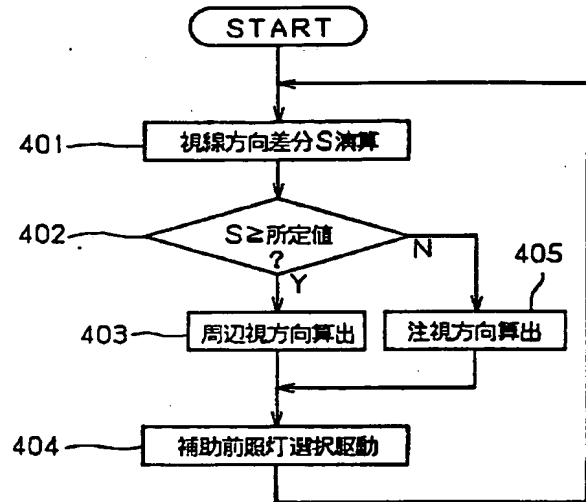 START
401
視線方向差分S演算
402
S≥所定値
?
N
Y
405
403
周辺視方向算出
注視方向算出
404
補助前照灯選択駆動